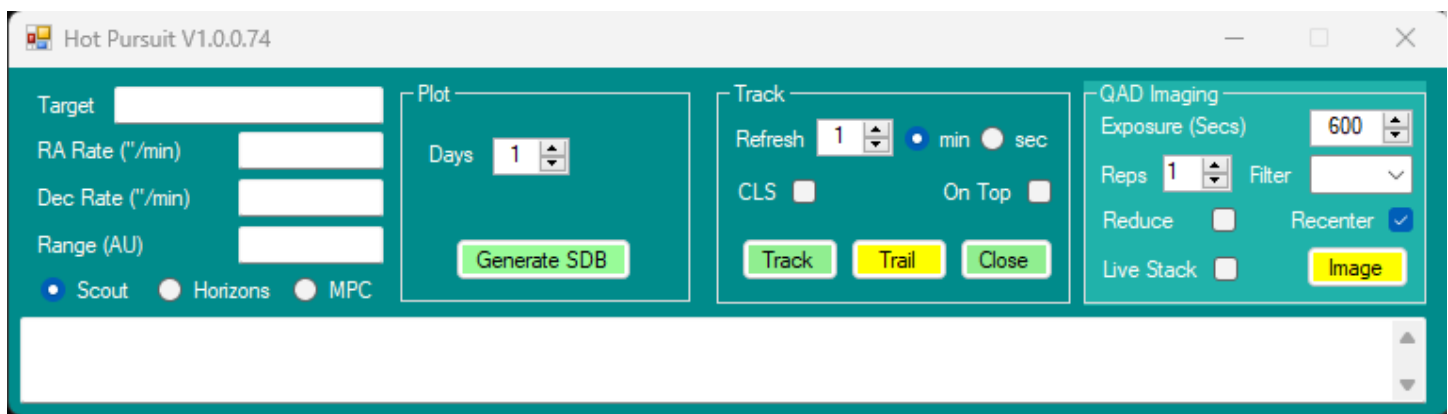 Hot Pursuit V1.0.0.74
Target
RA Rate ("/min)
Dec Rate ("/min)
Range (AU)
Scout Horizons MPC
Plot
Days 1
Generate SDB
Track
Refresh 1 min sec
CLS On Top
Track Trail Close
QAD Imaging
Exposure (Secs) 600
Reps 1 Filter
Reduce Recenter
Live Stack Image